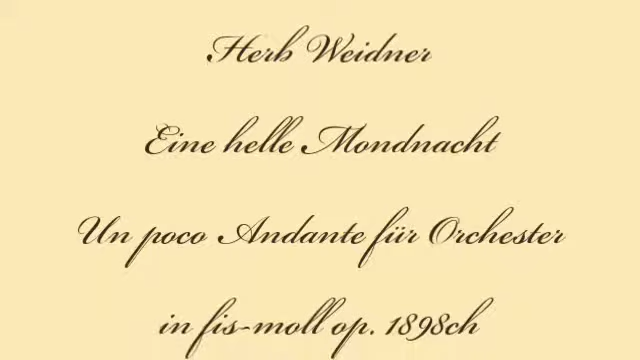 Herb Weidner
Eine helle Mondnacht
Un poco Andante für Orchester
in fis-moll op. 1898ch